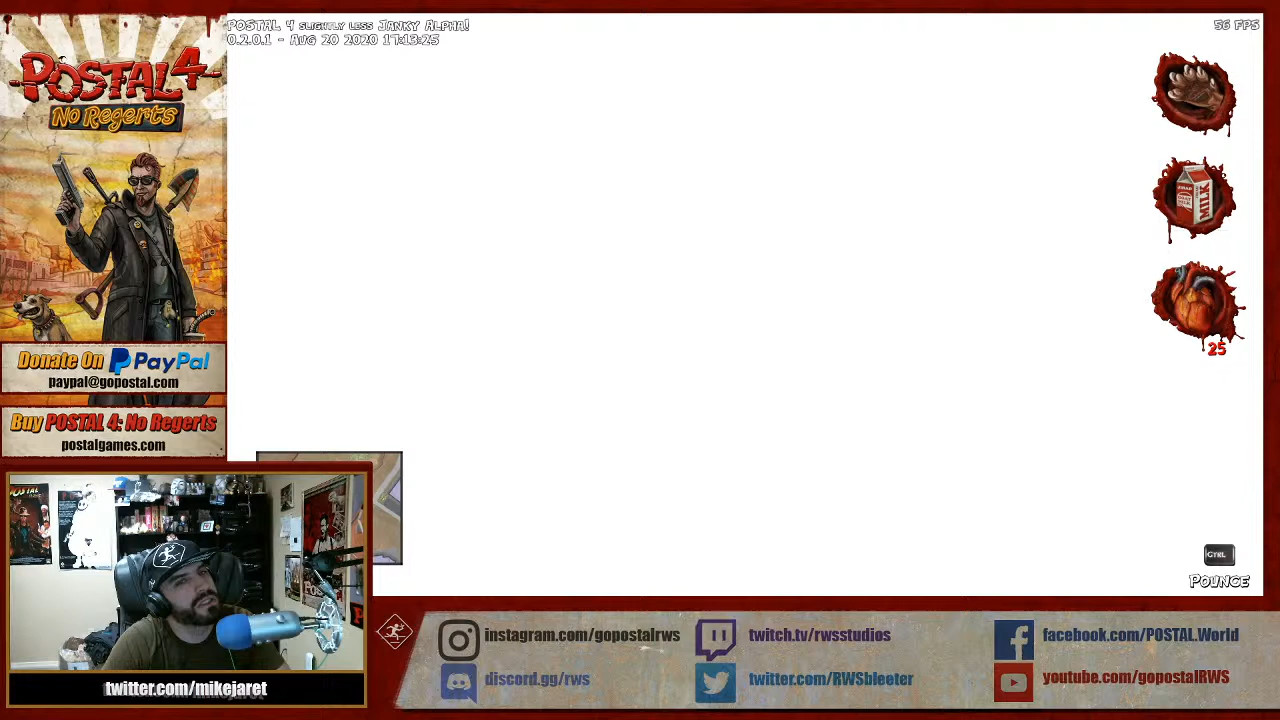 POSTAL 4 SLIGHTLY LESS JANKY ALPHA!
0.2.0.1 - AUG 20 2020 17:13:25
56 FPS
POSTAL 4
No Regerts
MILK
25
Donate On PayPal
paypal@gopostal.com
Buy POSTAL 4: No Regerts
postalgames.com
CTRL
POUNCE
instagram.com/gopostalrws
twitch.tv/rwsstudios
facebook.com/POSTAL.World
discord.gg/rws
twitter.com/RWSbleeter
youtube.com/gopostalRWS
twitter.com/mikejaret